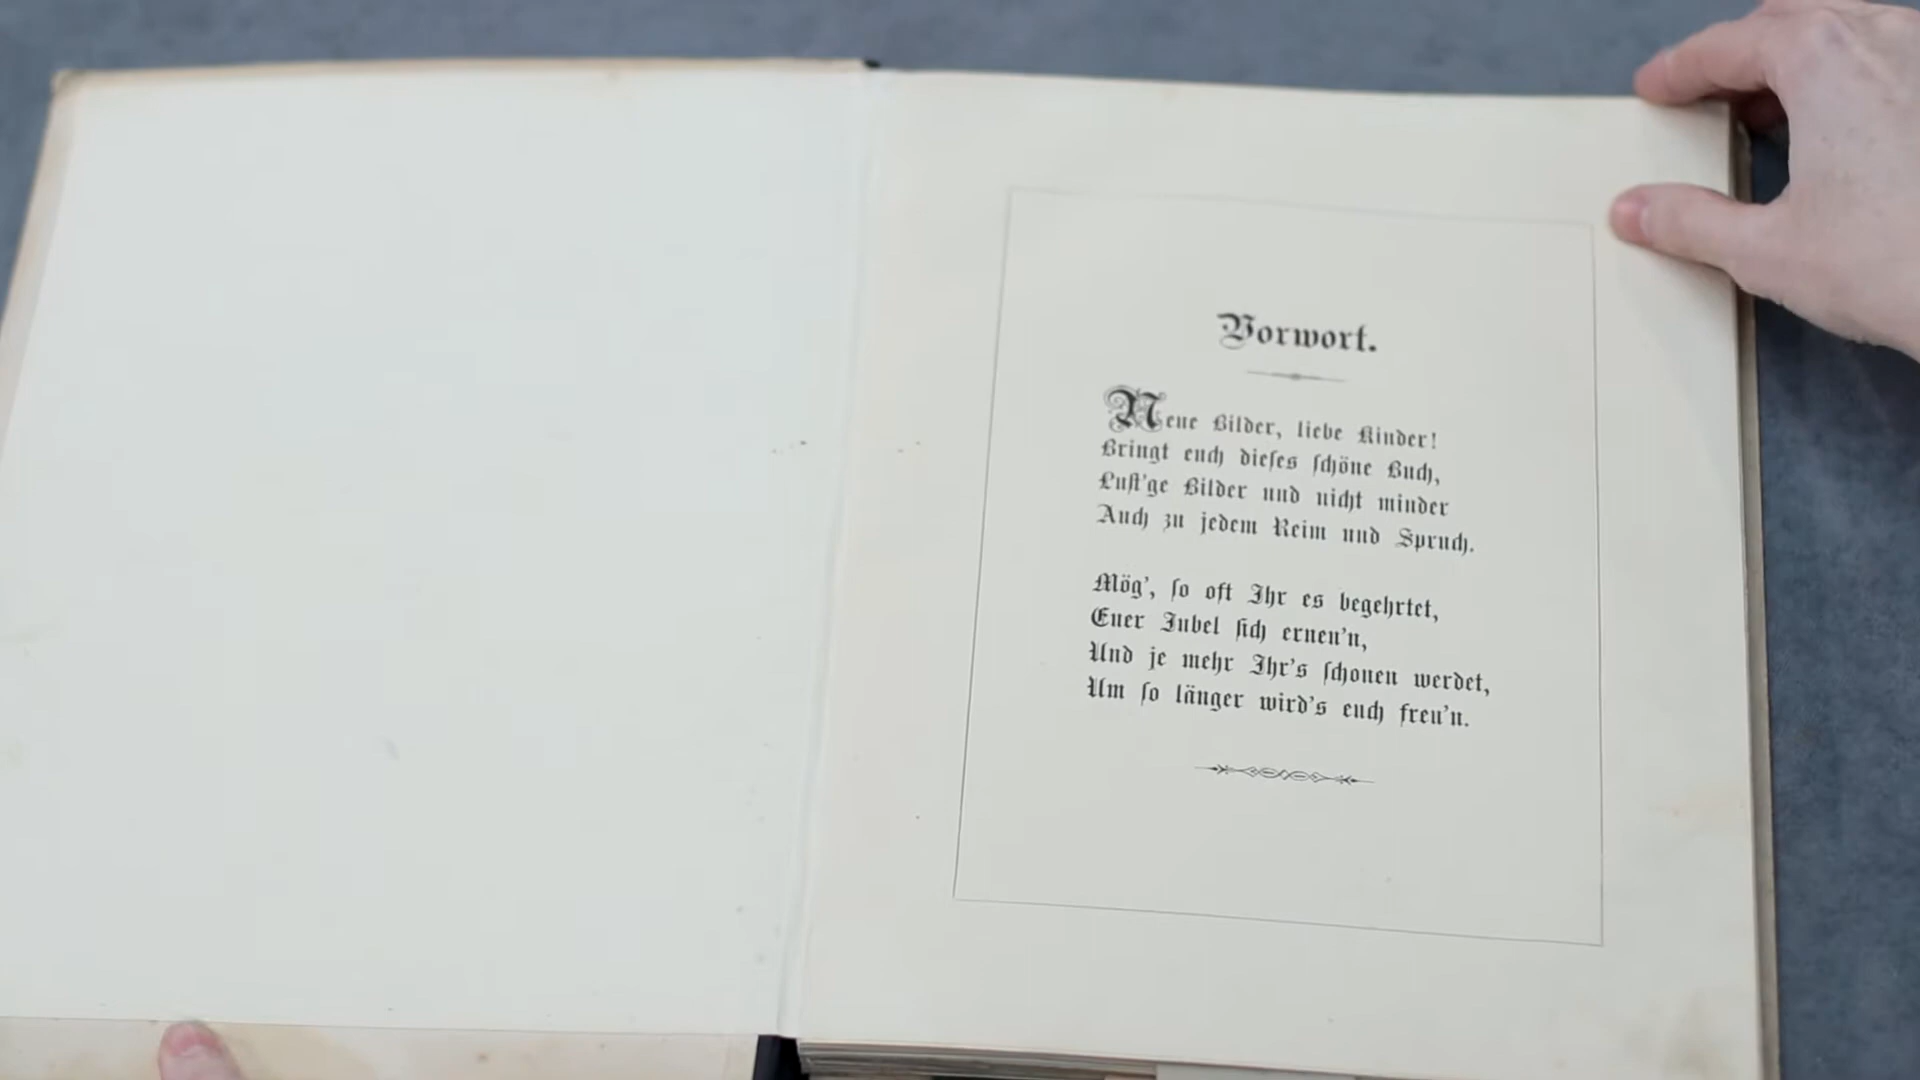 Vorwort.
Neue Bilder, liebe Kinder!
Bringt euch dieſes ſchöne Buch,
Luſt'ge Bilder und nicht minder
Auch zu jedem Reim und Spruch.
Mög', ſo oft Ihr es begehrtet,
Euer Jubel ſich erneu'n,
Und je mehr Ihr's ſchonen werdet,
Um ſo länger wird's euch freu'n.